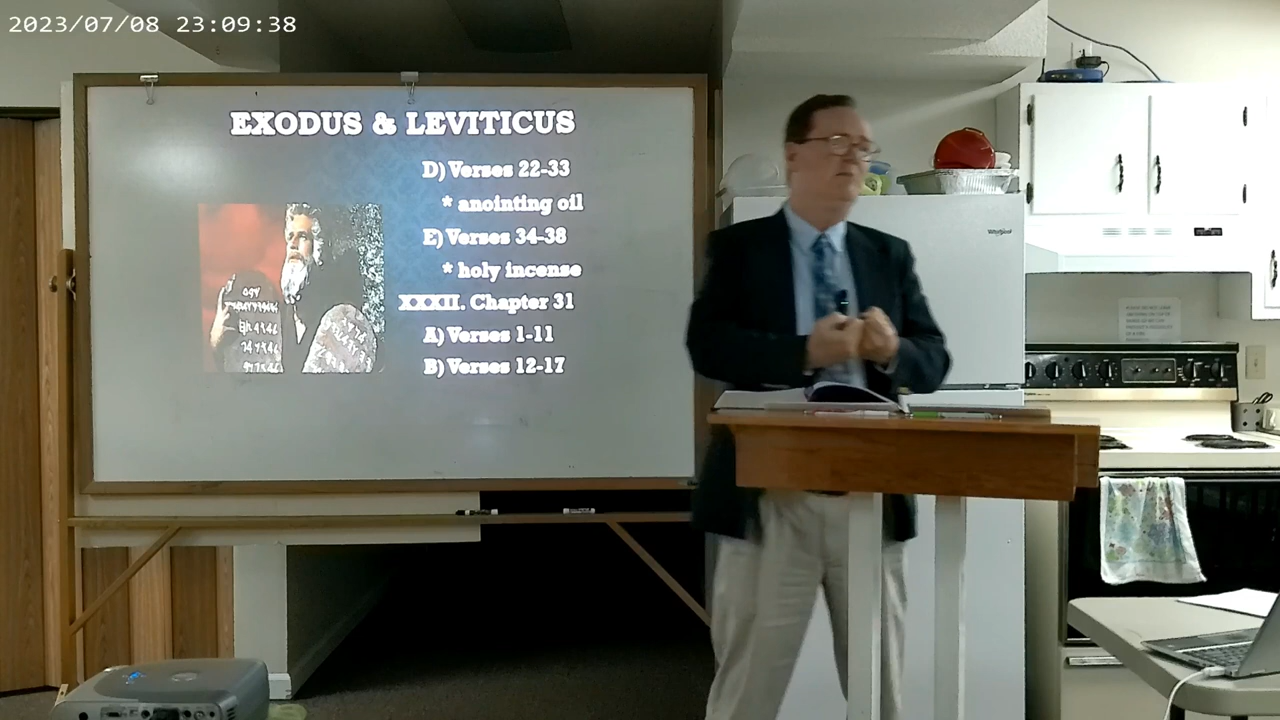 2023/07/08 23:09:38
EXODUS & LEVITICUS
D) Verses 22-33
* anointing oil
E) Verses 34-38
* holy incense
XXXII. Chapter 31
A) Verses 1-11
B) Verses 12-17
Whirlpool